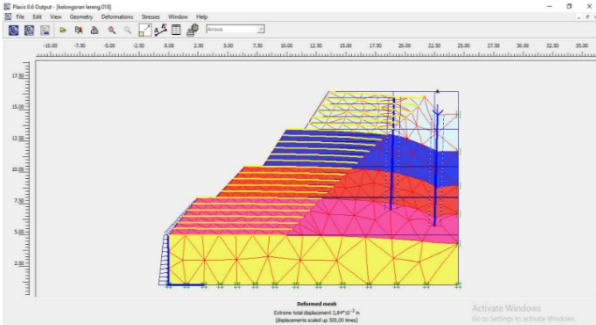 Plaxis 8.6 Output - [kelongsoran lereng.019]
File Edit View Geometry Deformations Stresses Window Help
Arrows
-10.00 -7.50 -5.00 -2.50 0.00 2.50 5.00 7.50 10.00 12.50 15.00 17.50 20.00 22.50 25.00 27.50 30.00 32.50 35.00
17.50
15.00
12.50
10.00
7.50
5.00
2.50
A
Deformed mesh
Extreme total displacement
(displacements scaled up 500,00 times)
Activate Windows
Go to Settings to activate Windows.